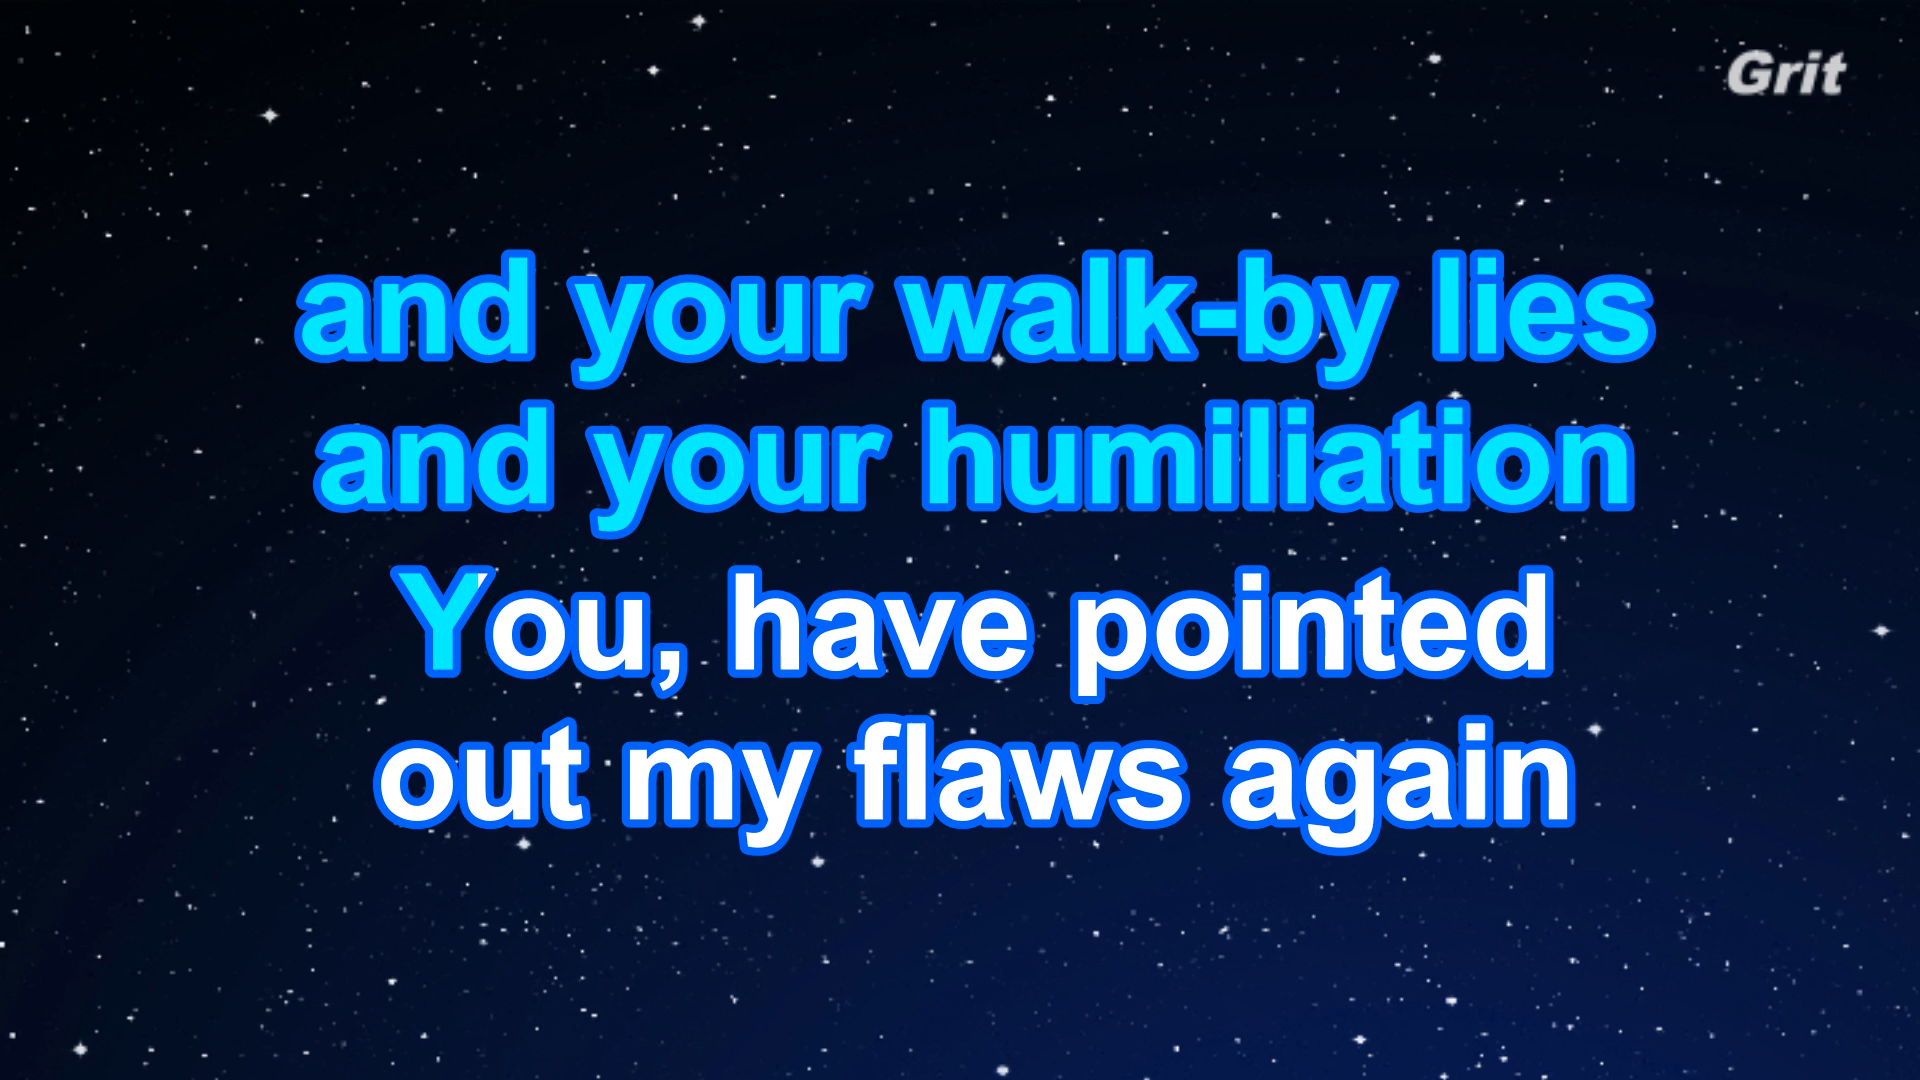 Grit
and your walk-by lies
and your humiliation
You, have pointed
out my flaws again